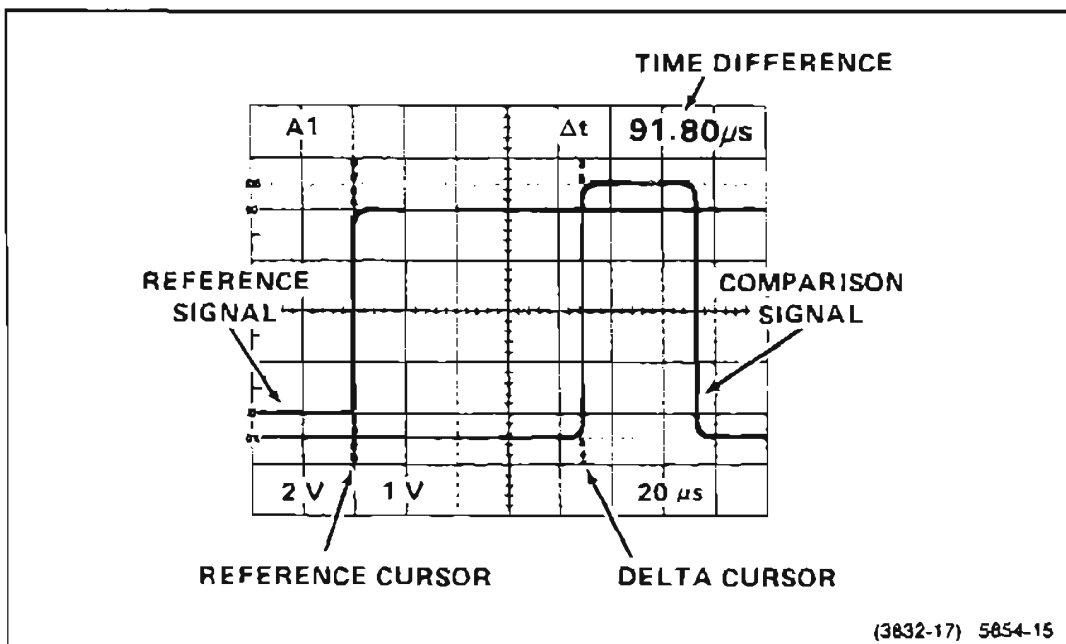 TIME DIFFERENCE
A1 Δt 91.80µs
REFERENCE
SIGNAL
COMPARISON
SIGNAL
2 V 1 V 20 µs
REFERENCE CURSOR
DELTA CURSOR
(3832-17) 5854-15